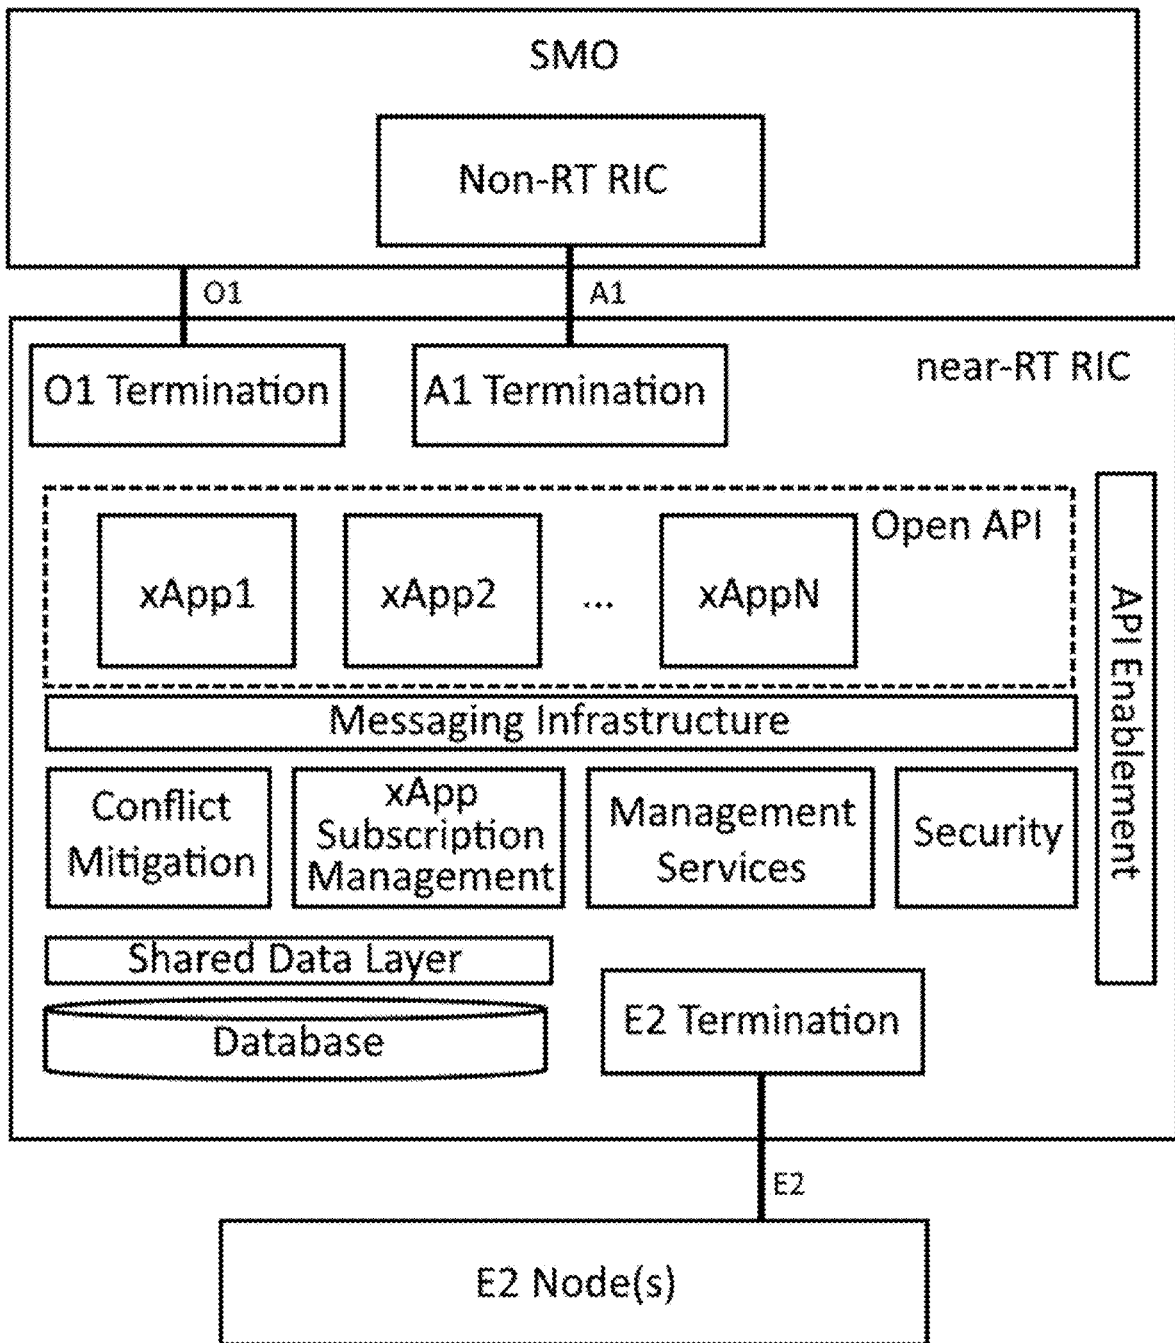 SMO
Non-RT RIC
O1
A1
near-RT RIC
O1 Termination
A1 Termination
Open API
xApp1
xApp2
...
xAppN
API Enablement
Messaging Infrastructure
Conflict
Mitigation
xApp
Subscription
Management
Management
Services
Security
Shared Data Layer
Database
E2 Termination
E2
E2 Node(s)